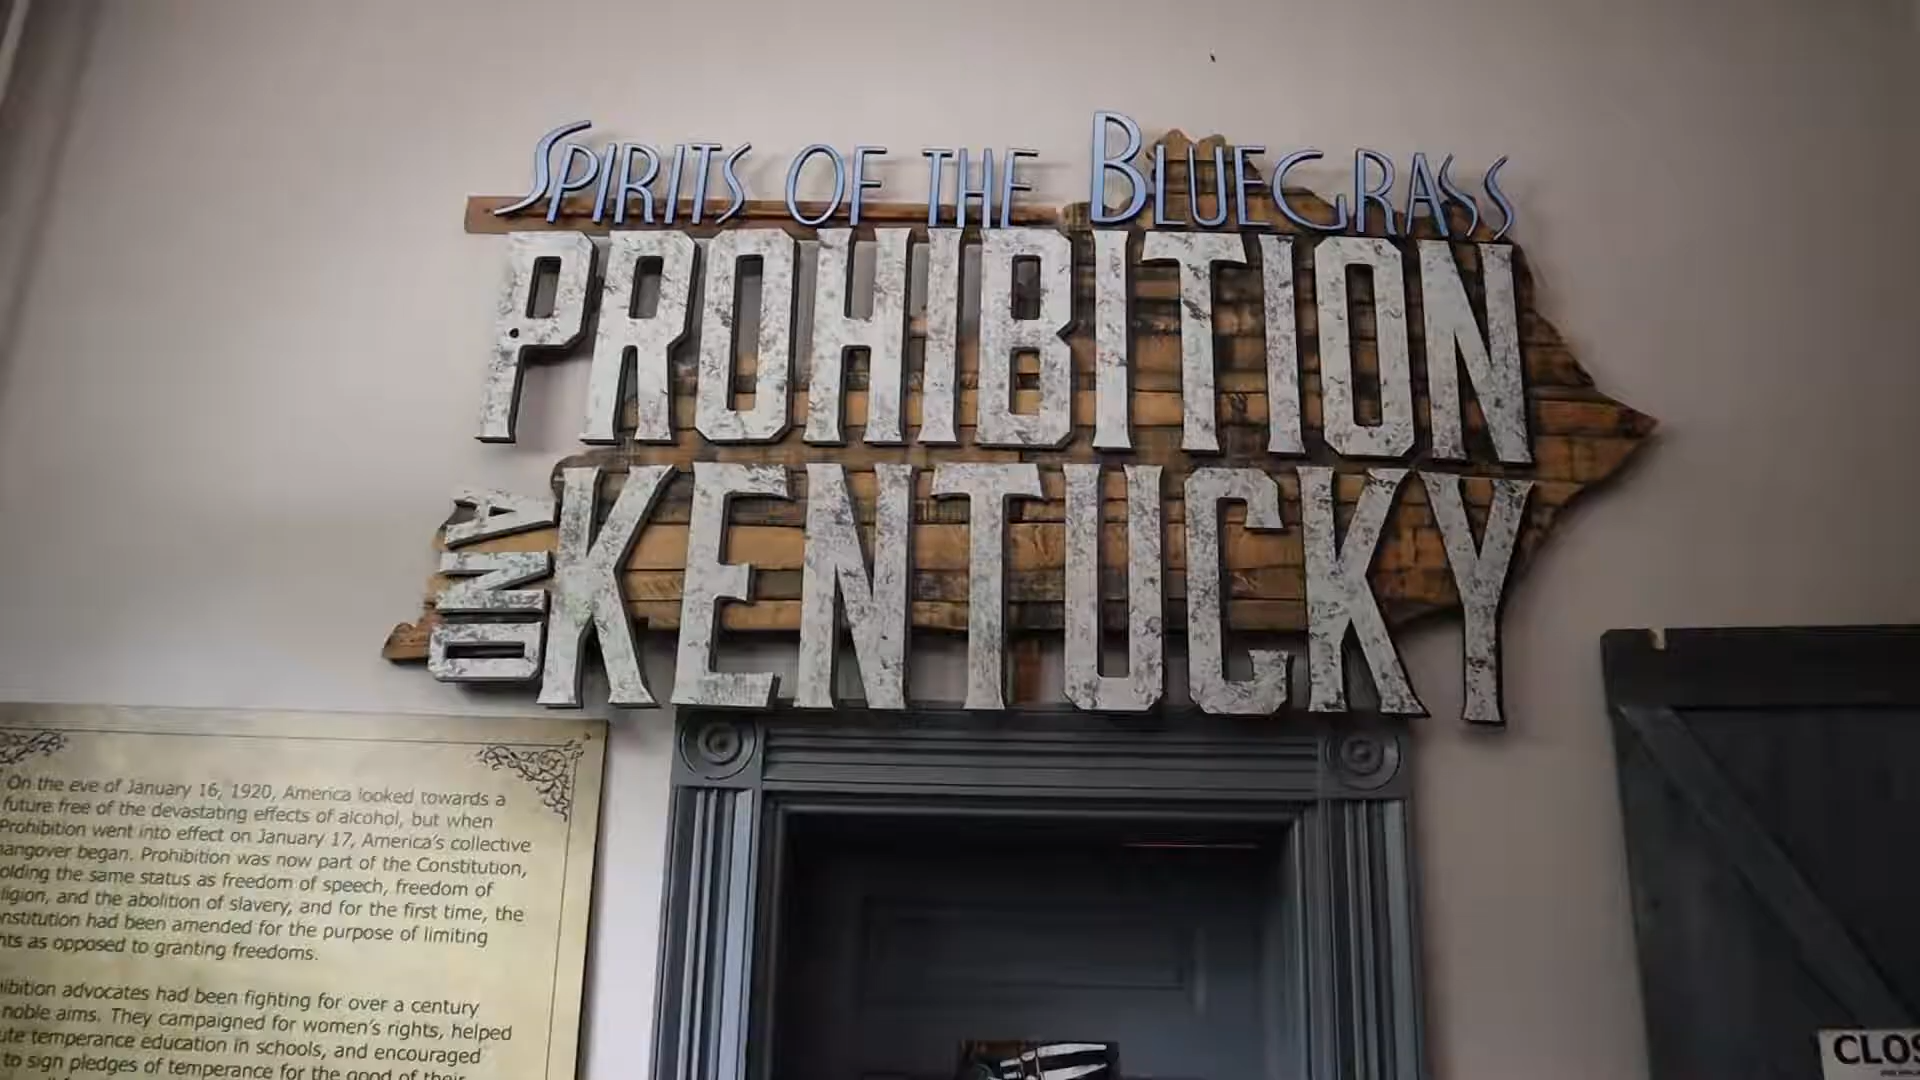 SPIRITS OF THE BLUEGRASS
PROHIBITION
AND KENTUCKY
On the eve of January 16, 1920, America looked towards a
future free of the devastating effects of alcohol, but when
Prohibition went into effect on January 17, America's collective
hangover began. Prohibition was now part of the Constitution,
the same status as freedom of speech, freedom of
and the abolition of slavery, and for the first time, the
had been amended for the purpose of limiting
as opposed to granting freedoms.
advocates had been fighting for over a century
noble aims. They campaigned for women's rights, helped
temperance education in schools, and encouraged
to sign pledges of temperance for the good of their
CLOS